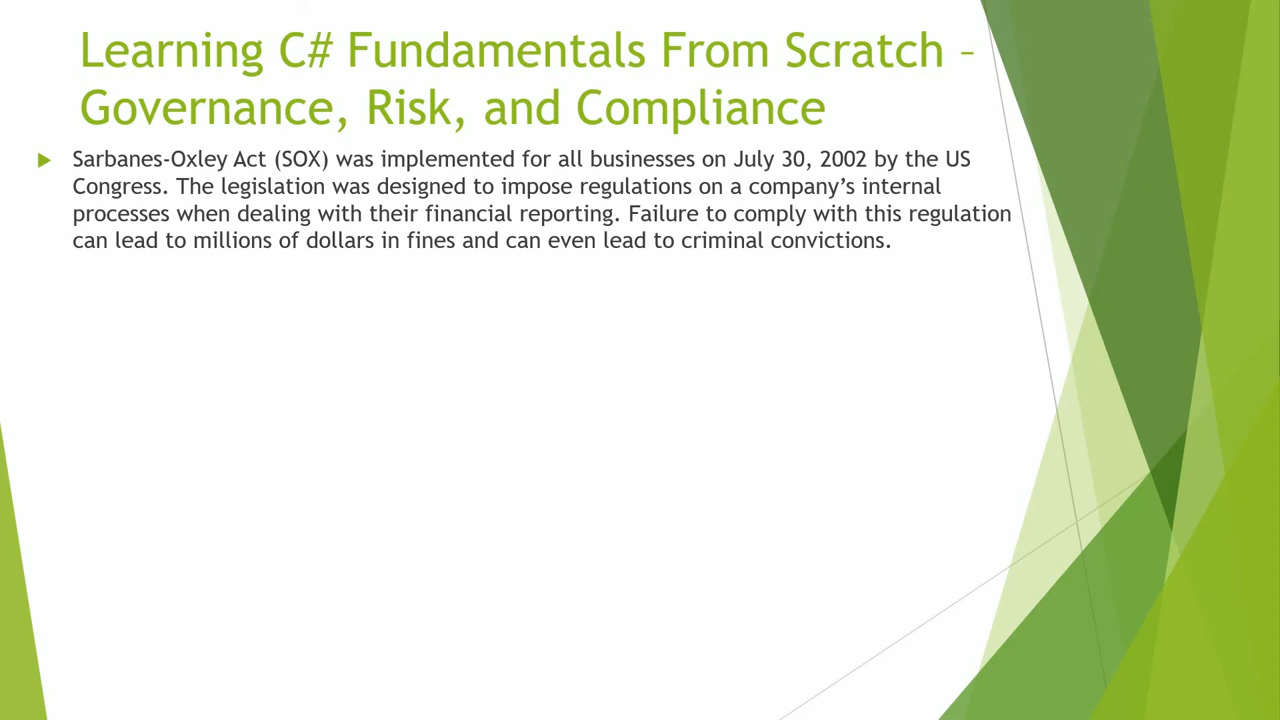 Learning C# Fundamentals From Scratch –
Governance, Risk, and Compliance
Sarbanes-Oxley Act (SOX) was implemented for all businesses on July 30, 2002 by the US
Congress. The legislation was designed to impose regulations on a company’s internal
processes when dealing with their financial reporting. Failure to comply with this regulation
can lead to millions of dollars in fines and can even lead to criminal convictions.